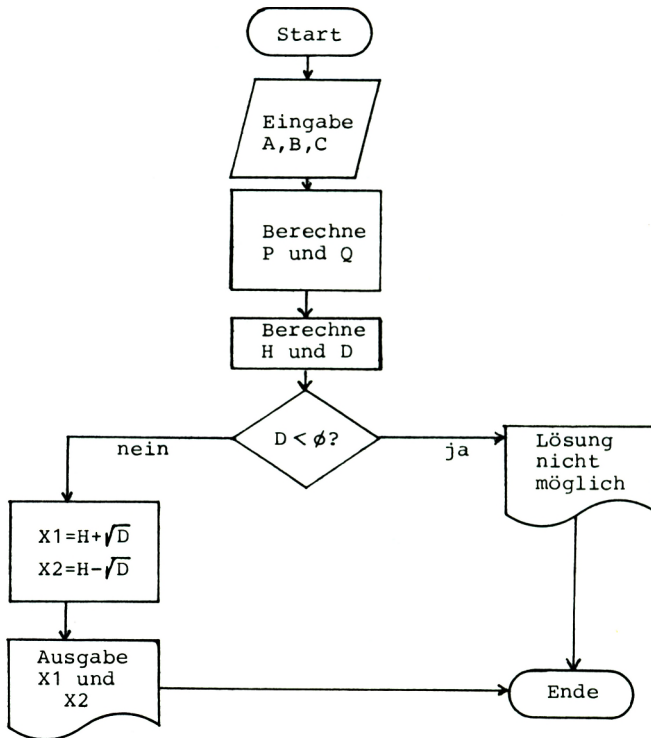 Start
Eingabe
A,B,C
Berechne
P und Q
Berechne
H und D
D < ø?
nein
ja
Lösung
nicht
möglich
X1=H+√D
X2=H-√D
Ausgabe
X1 und
X2
Ende